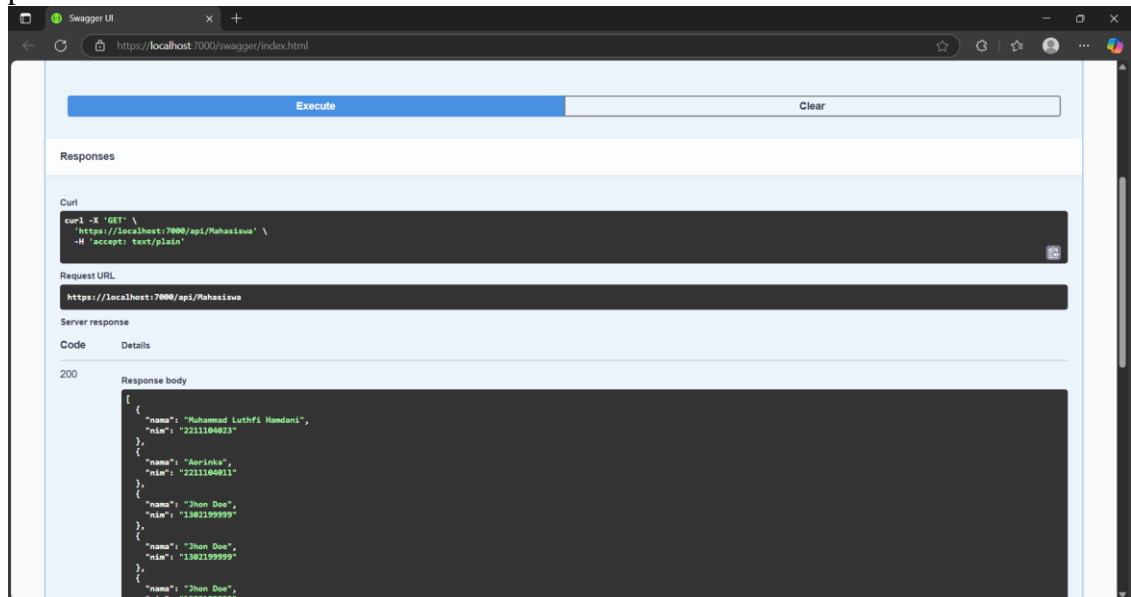 Swagger UI
https://localhost:7000/swagger/index.html
Execute
Clear
Responses
Curl
curl -X 'GET' \
'https://localhost:7000/api/Mahasiswa' \
-H 'accept: text/plain'
Request URL
https://localhost:7000/api/Mahasiswa
Server response
Code Details
200
Response body
[
{
"nama": "Muhammad Luthfi Hamdani",
"nim": "2211104023"
},
{
"nama": "Aorinka",
"nim": "2211104011"
},
{
"nama": "Jhon Doe",
"nim": "1302199999"
},
{
"nama": "Jhon Doe",
"nim": "1302199999"
},
{
"nama": "Jhon Doe",